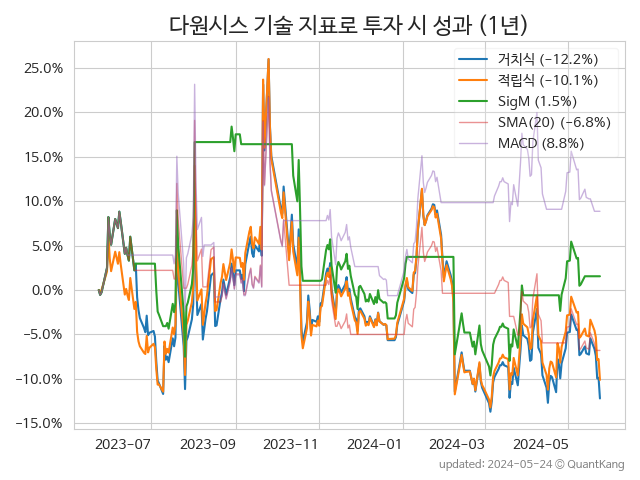 다원시스 기술 지표로 투자 시 성과 (1년)
거치식 (−12.2%)
적립식 (−10.1%)
SigM (1.5%)
SMA(20) (−6.8%)
MACD (8.8%)
25.0%
20.0%
15.0%
10.0%
5.0%
0.0%
−5.0%
−10.0%
−15.0%
2023-07 2023-09 2023-11 2024-01 2024-03 2024-05
updated: 2024-05-24 © QuantKang